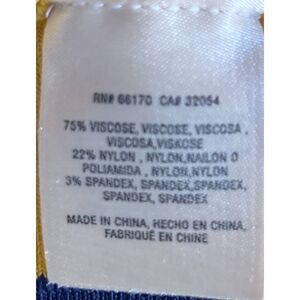 RN# 66170 CA# 32054
75% VISCOSE, VISCOSE, VISCOSA,
VISCOSA,VISKOSE
22% NYLON , NYLON,NAILON O
POLIAMIDA , NYLON,NYLON
3% SPANDEX, SPANDEX,SPANDEX,
SPANDEX, SPANDEX
MADE IN CHINA, HECHO EN CHINA,
FABRIQUÉ EN CHINE